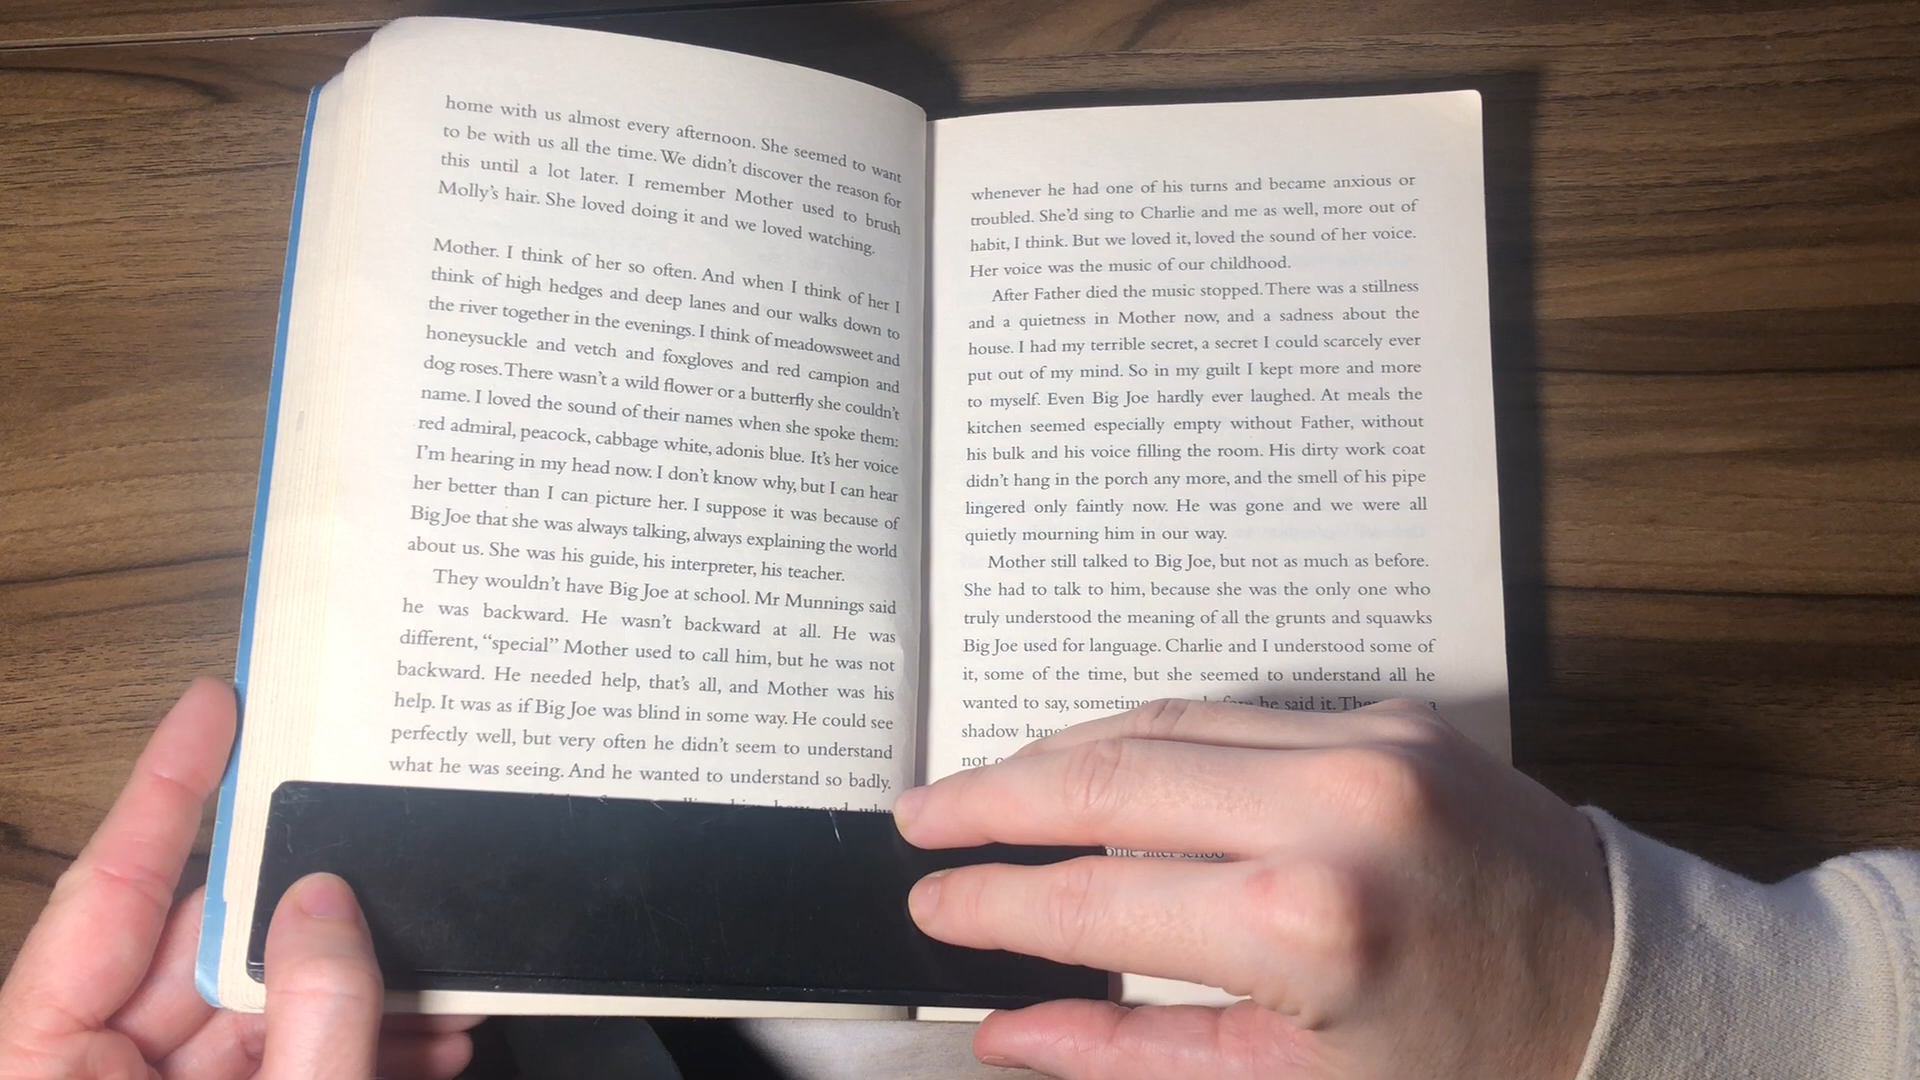 home with us almost every afternoon. She seemed to want
to be with us all the time. We didn't discover the reason for
this until a lot later. I remember Mother used to brush
Molly's hair. She loved doing it and we loved watching.
Mother. I think of her so often. And when I think of her I
think of high hedges and deep lanes and our walks down to
the river together in the evenings. I think of meadowsweet and
honeysuckle and vetch and foxgloves and red campion and
dog roses. There wasn't a wild flower or a butterfly she couldn't
name. I loved the sound of their names when she spoke them:
red admiral, peacock, cabbage white, adonis blue. It's her voice
I'm hearing in my head now. I don't know why, but I can hear
her better than I can picture her. I suppose it was because of
Big Joe that she was always talking, always explaining the world
about us. She was his guide, his interpreter, his teacher.
They wouldn't have Big Joe at school. Mr Munnings said
he was backward. He wasn't backward at all. He was
different, “special” Mother used to call him, but he was not
backward. He needed help, that's all, and Mother was his
help. It was as if Big Joe was blind in some way. He could see
perfectly well, but very often he didn't seem to understand
what he was seeing. And he wanted to understand so badly.
how and why
whenever he had one of his turns and became anxious or
troubled. She'd sing to Charlie and me as well, more out of
habit, I think. But we loved it, loved the sound of her voice.
Her voice was the music of our childhood.
After Father died the music stopped. There was a stillness
and a quietness in Mother now, and a sadness about the
house. I had my terrible secret, a secret I could scarcely ever
put out of my mind. So in my guilt I kept more and more
to myself. Even Big Joe hardly ever laughed. At meals the
kitchen seemed especially empty without Father, without
his bulk and his voice filling the room. His dirty work coat
didn't hang in the porch any more, and the smell of his pipe
lingered only faintly now. He was gone and we were all
quietly mourning him in our way.
Mother still talked to Big Joe, but not as much as before.
She had to talk to him, because she was the only one who
truly understood the meaning of all the grunts and squawks
Big Joe used for language. Charlie and I understood some of
it, some of the time, but she seemed to understand all he
wanted to say, before he said it. a
shadow
not
after